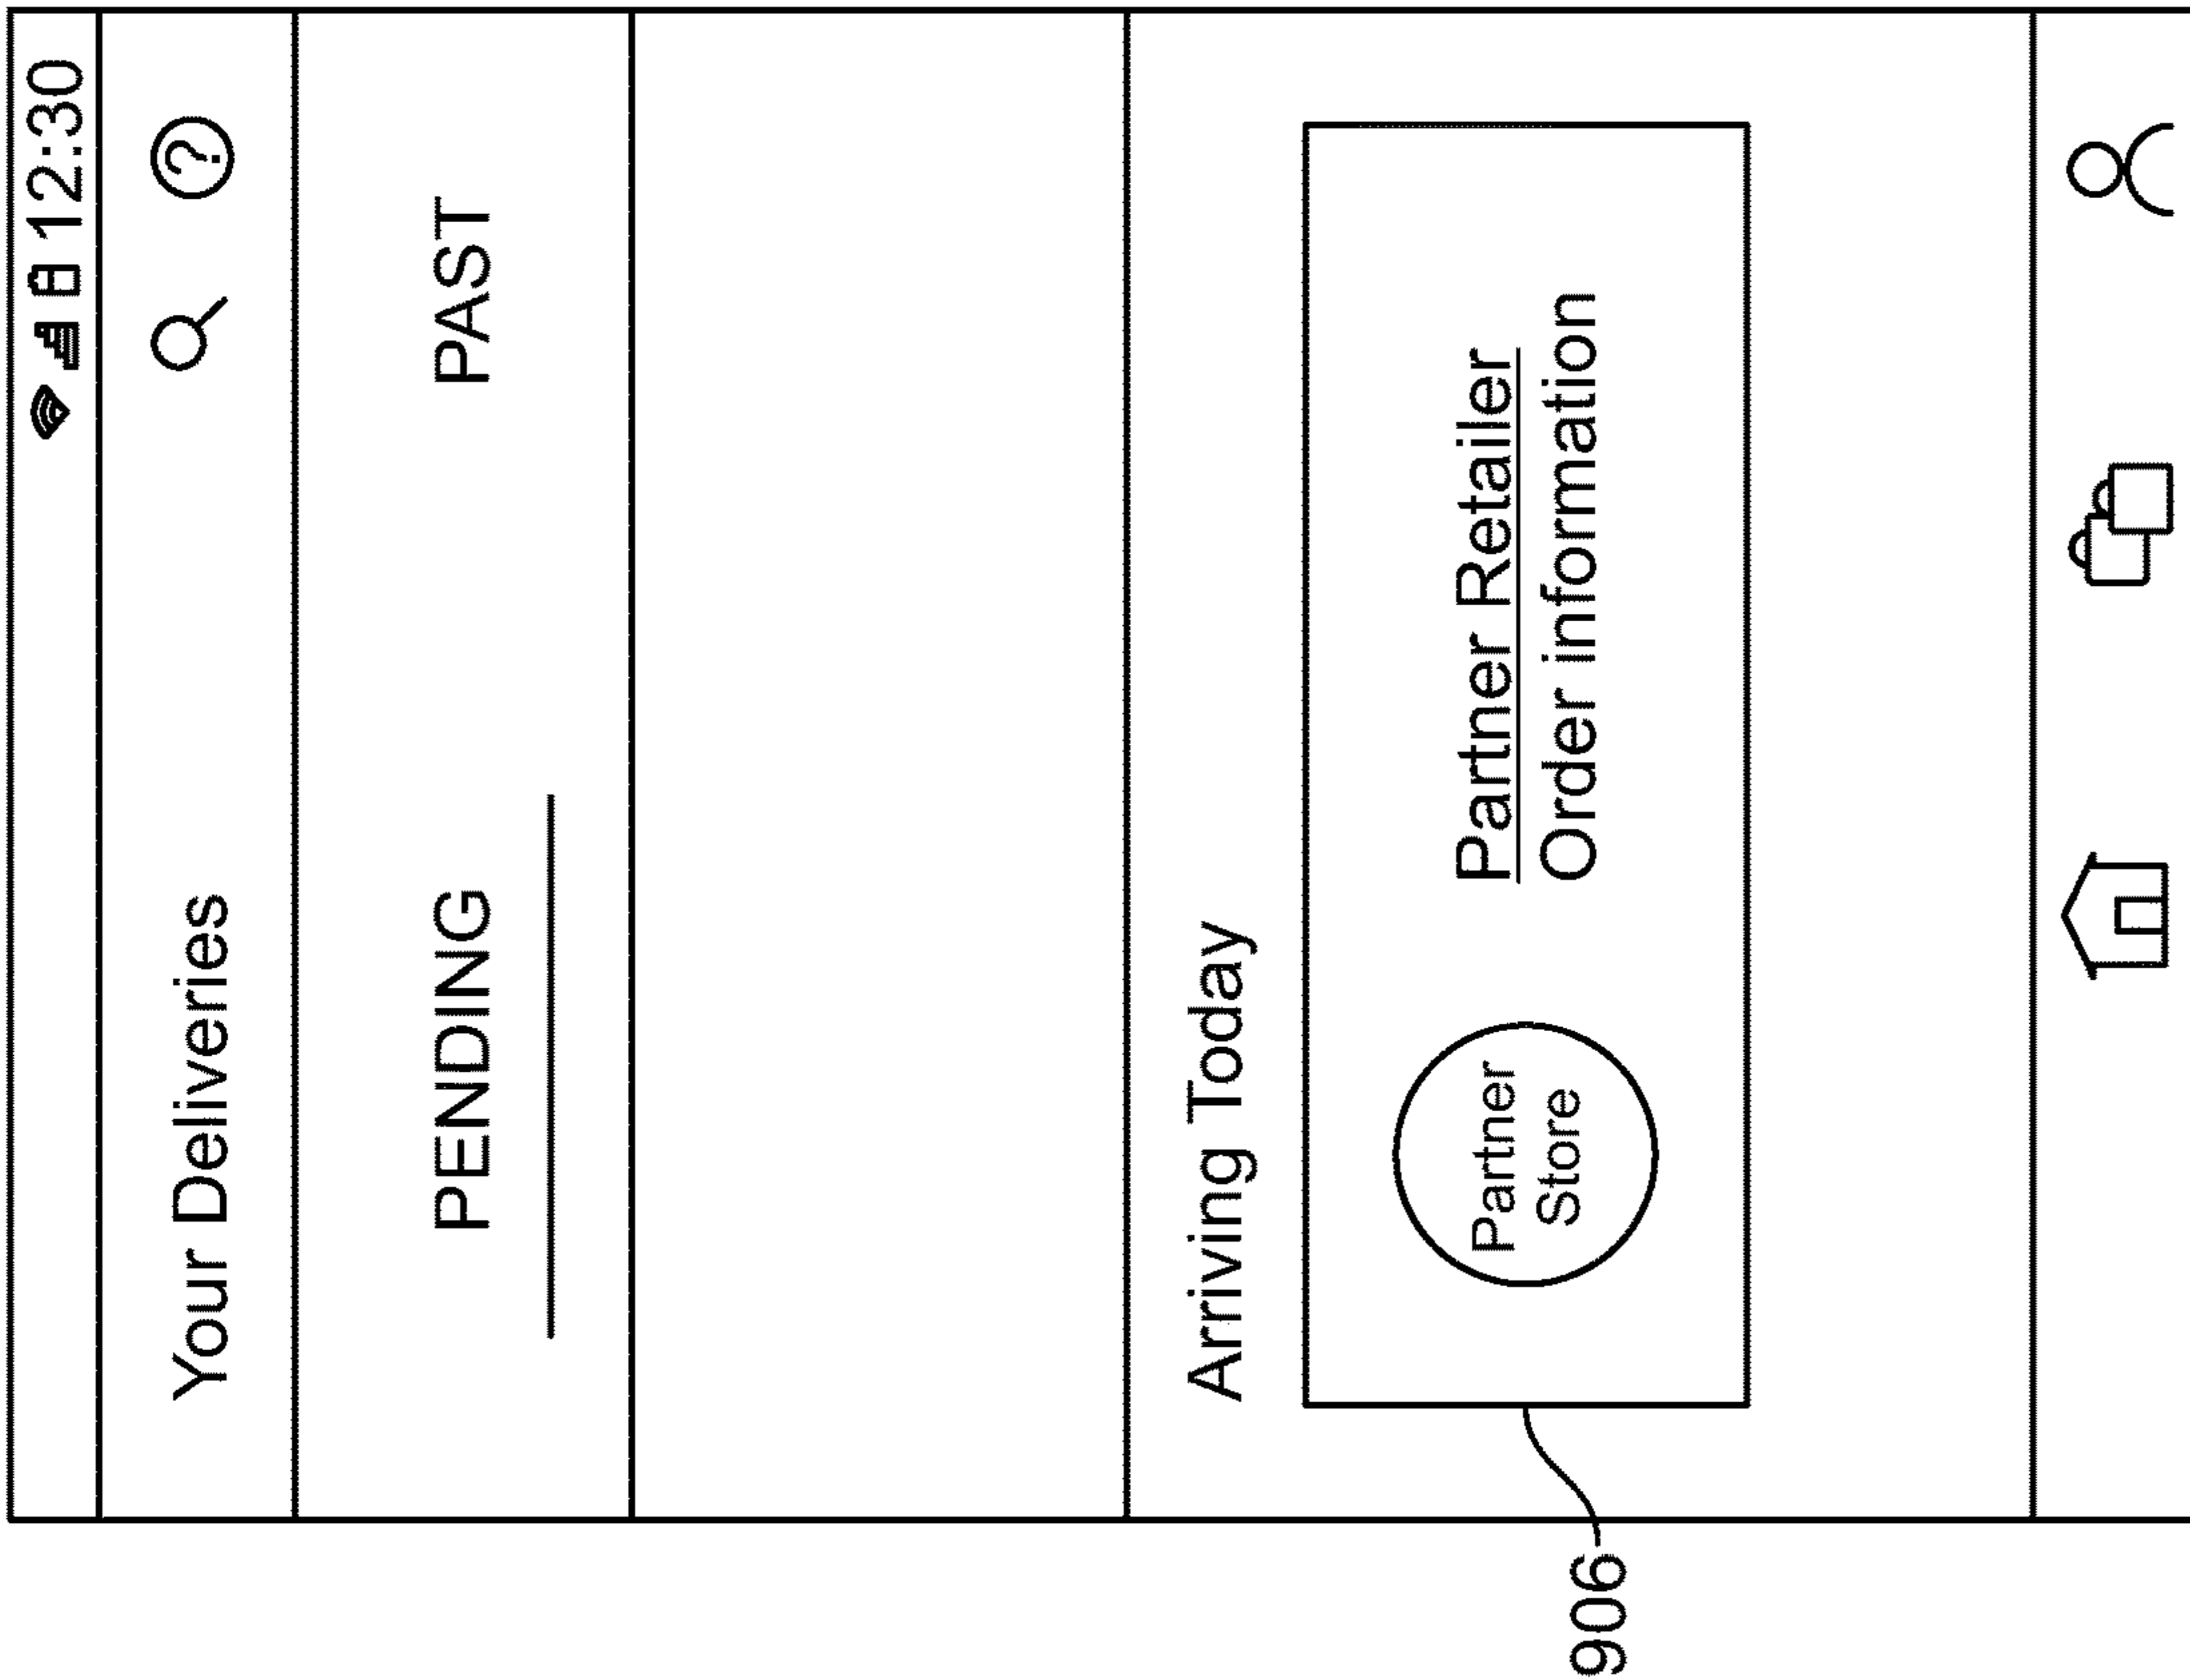 12:30
Your Deliveries
?
PENDING
PAST
Arriving Today
Partner
Store
Partner Retailer
Order information
906